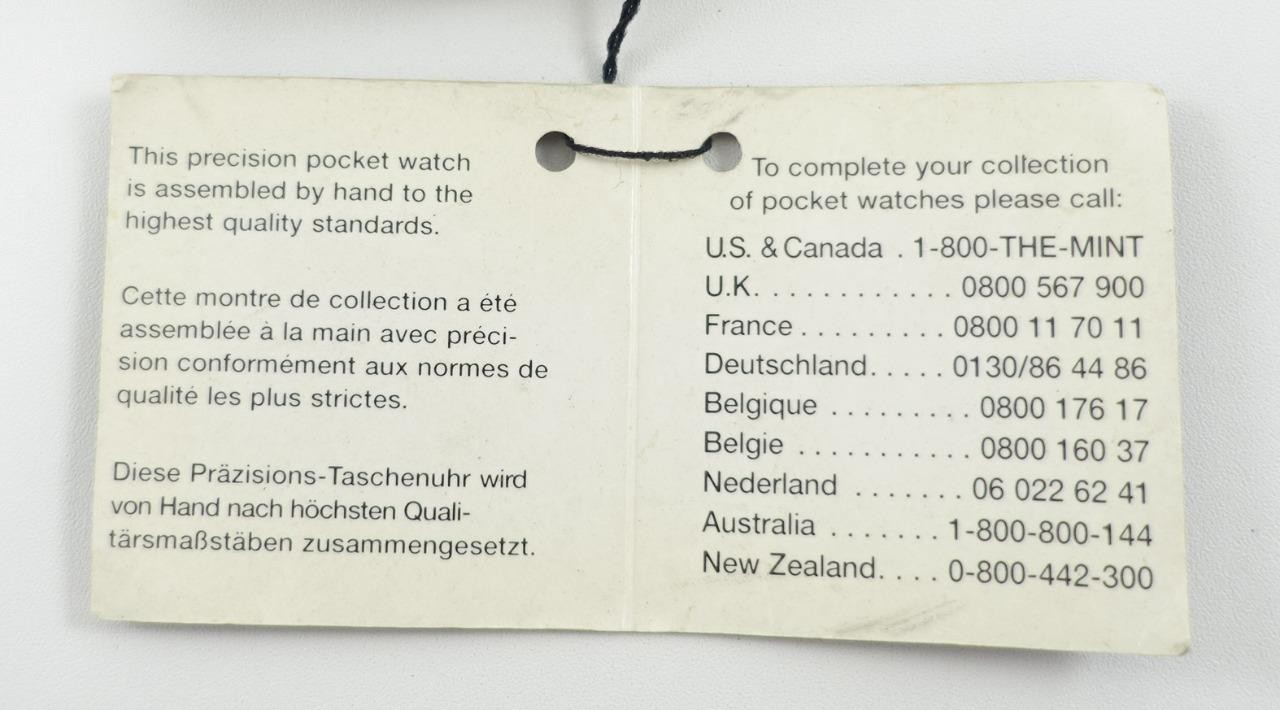 This precision pocket watch
is assembled by hand to the
highest quality standards.
Cette montre de collection a été
assemblée à la main avec préci-
sion conformément aux normes de
qualité les plus strictes.
Diese Präzisions-Taschenuhr wird
von Hand nach höchsten Quali-
tärsmaßstäben zusammengesetzt.
To complete your collection
of pocket watches please call:
U.S. & Canada . 1-800-THE-MINT
U.K. . . . . . . . . . . . . 0800 567 900
France . . . . . . . . . 0800 11 70 11
Deutschland. . . . . 0130/86 44 86
Belgique . . . . . . . . . 0800 176 17
Belgie . . . . . . . . . . . 0800 160 37
Nederland . . . . . . . 06 022 62 41
Australia . . . . . . . 1-800-800-144
New Zealand. . . . 0-800-442-300